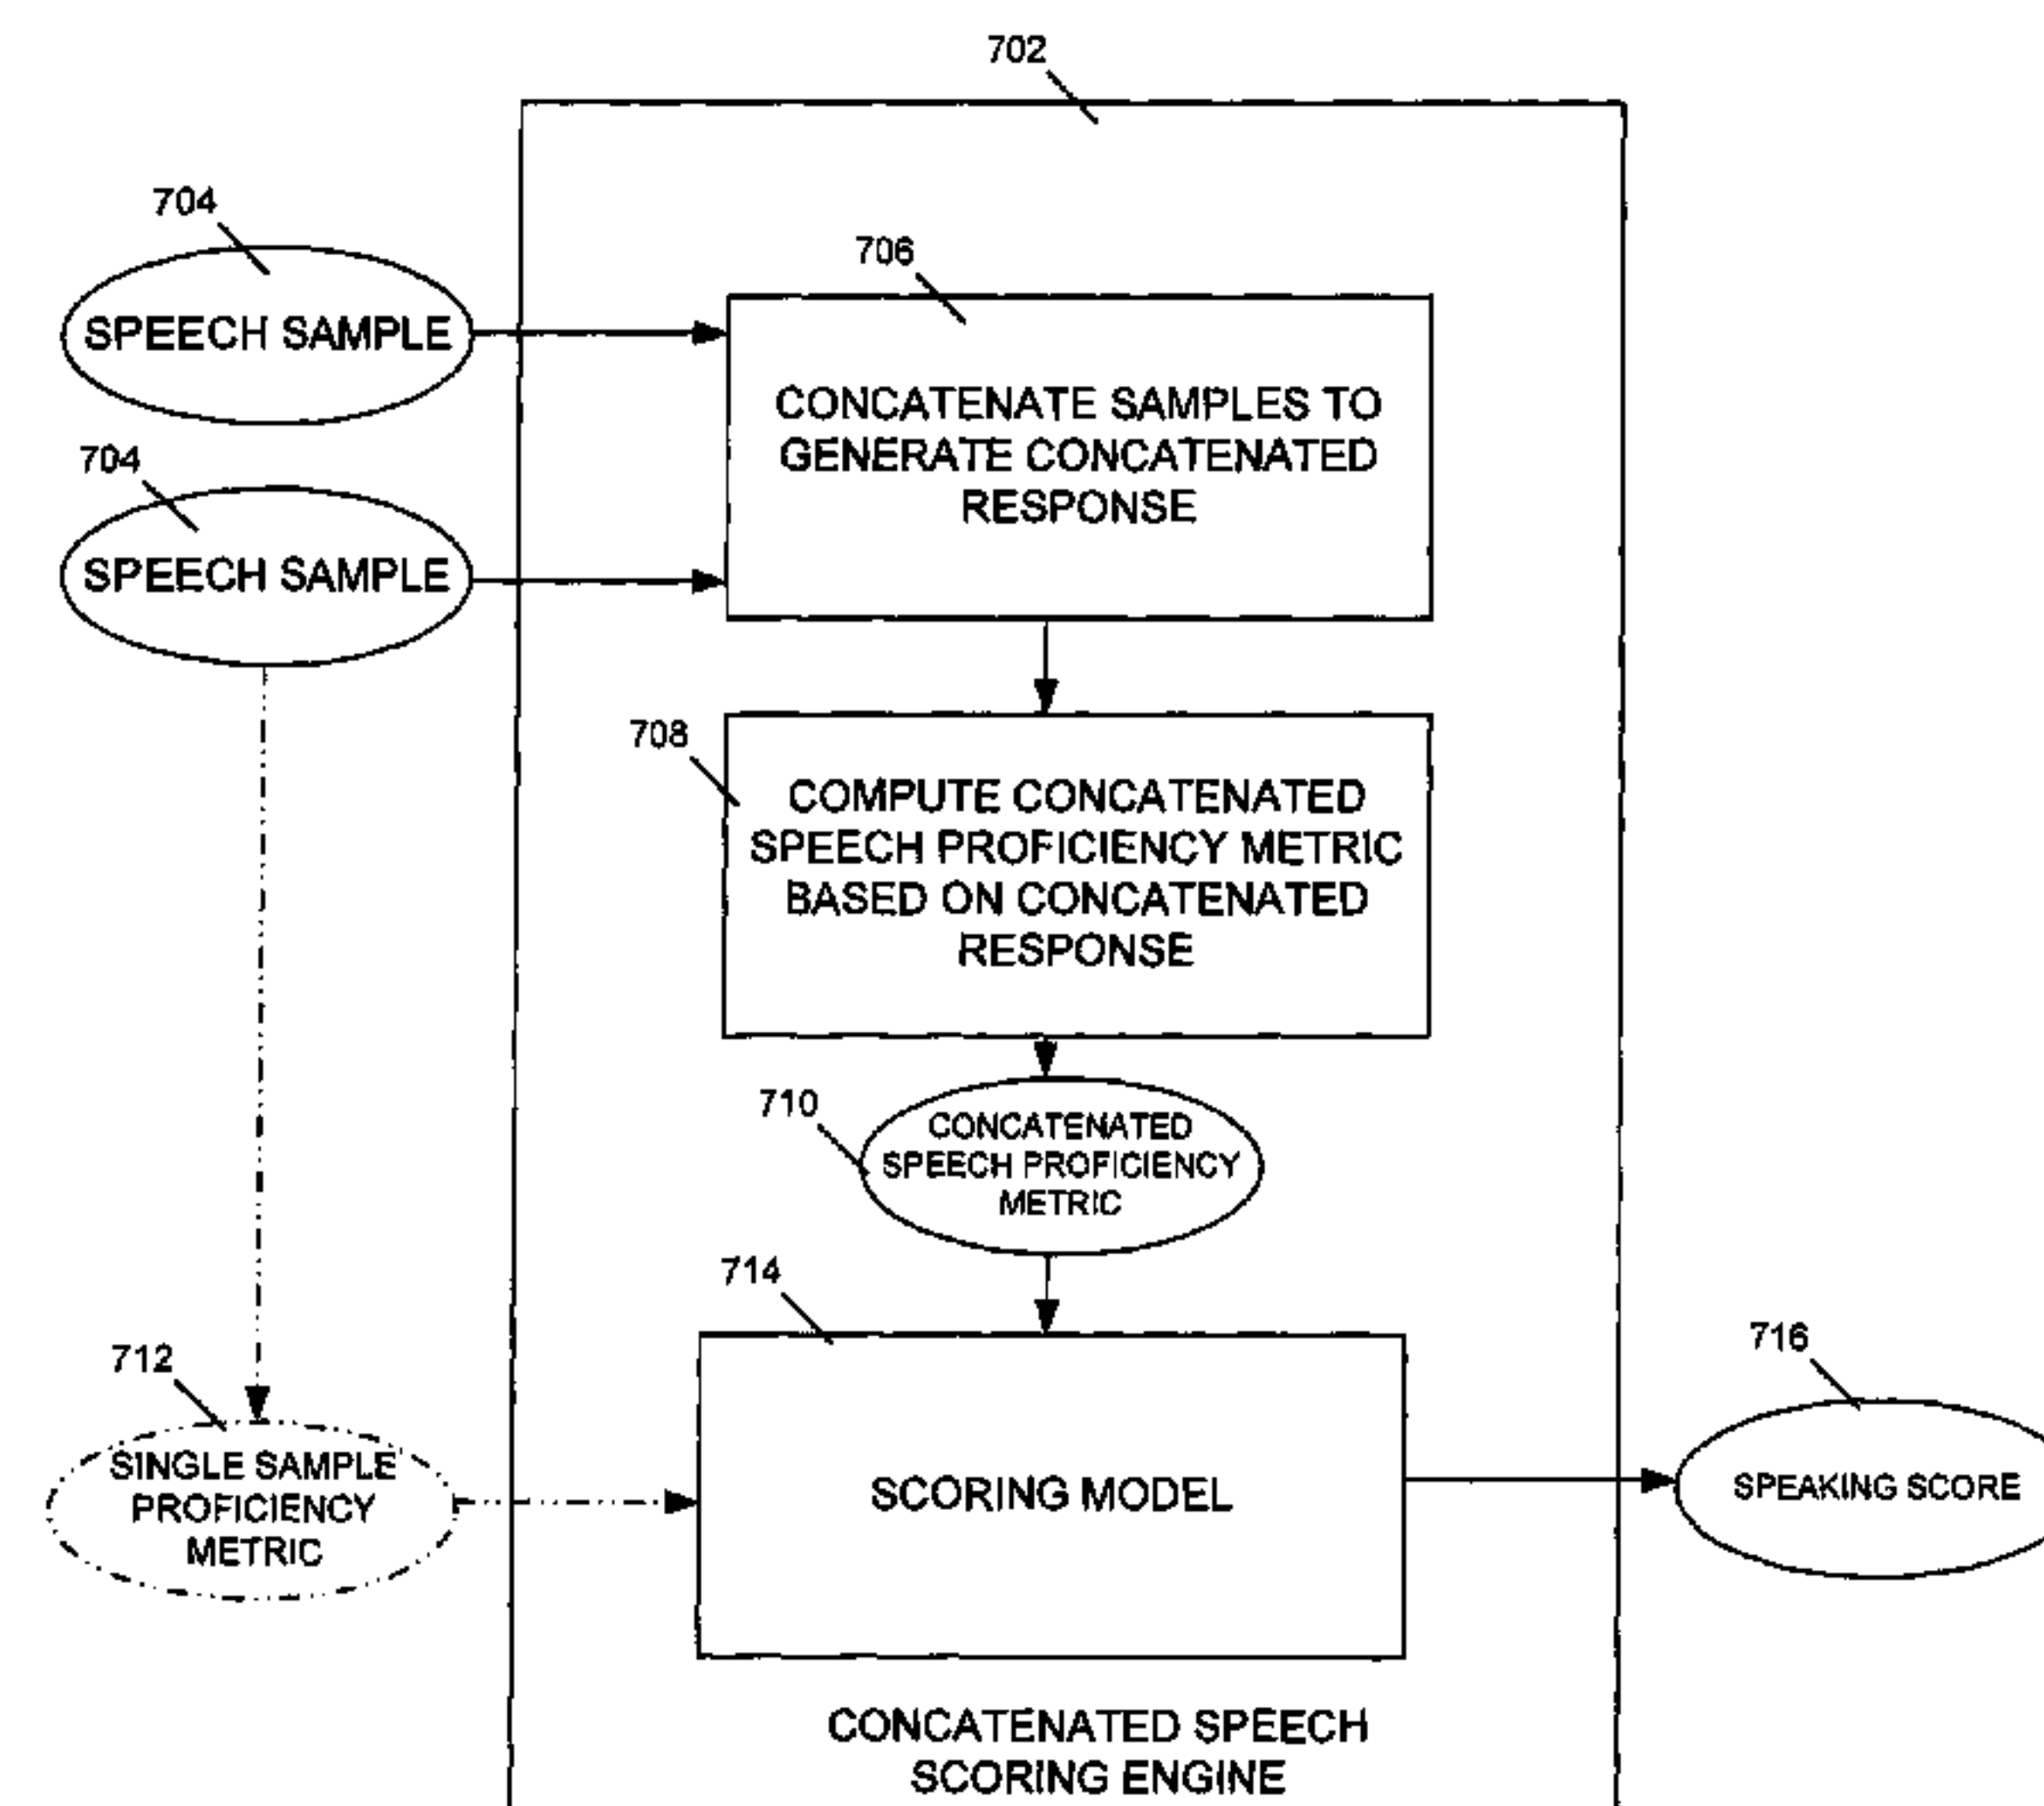 702
704
SPEECH SAMPLE
706
CONCATENATE SAMPLES TO
GENERATE CONCATENATED
RESPONSE
704
SPEECH SAMPLE
708
COMPUTE CONCATENATED
SPEECH PROFICIENCY METRIC
BASED ON CONCATENATED
RESPONSE
710
CONCATENATED
SPEECH PROFICIENCY
METRIC
714
SCORING MODEL
712
SINGLE SAMPLE
PROFICIENCY
METRIC
716
SPEAKING SCORE
CONCATENATED SPEECH
SCORING ENGINE